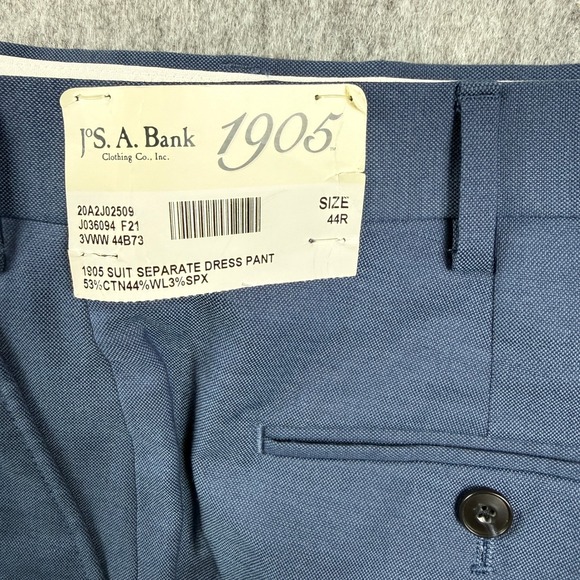 JoS. A. Bank 1905
Clothing Co., Inc.
20A2J02509
J036094 F21
3VWW 44B73
SIZE
44R
1905 SUIT SEPARATE DRESS PANT
53%CTN44%WL3%SPX